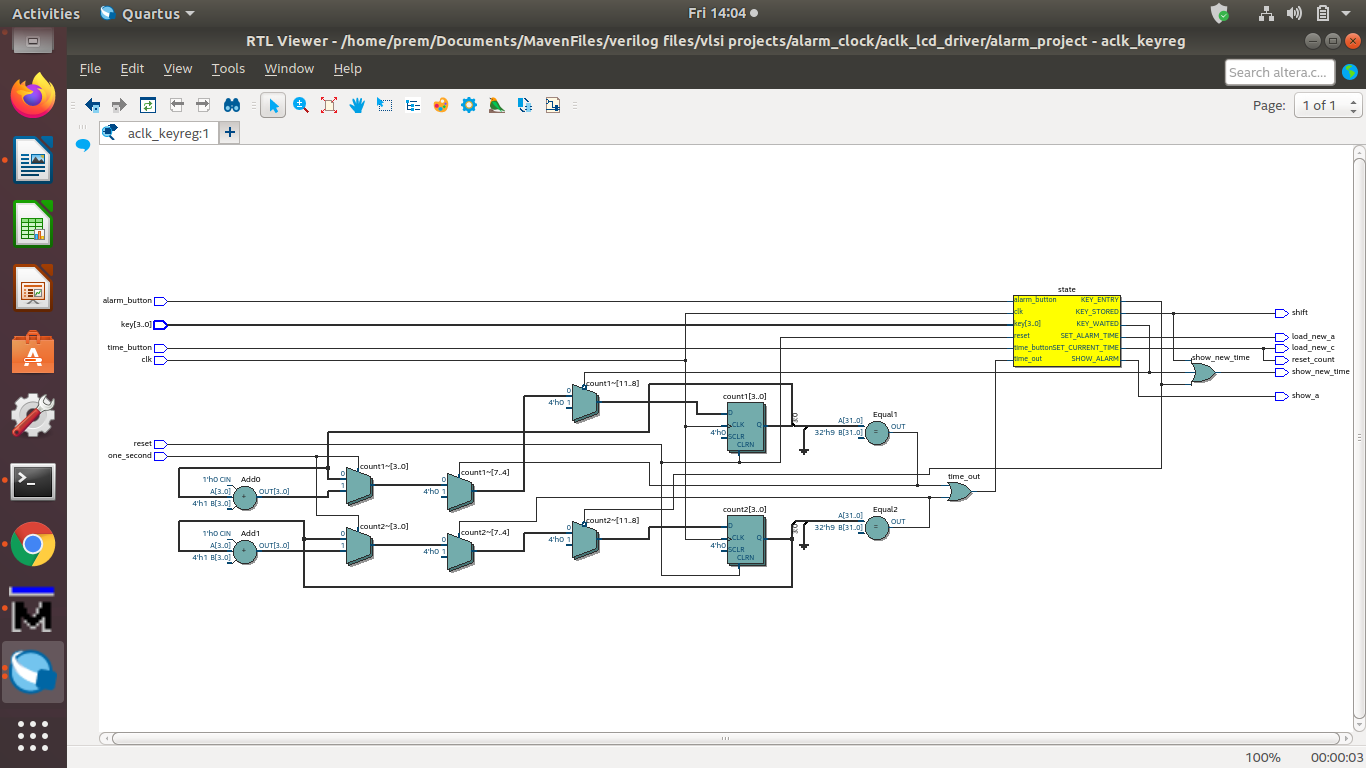 Activities
Quartus
Fri 14:04
RTL Viewer - /home/prem/Documents/MavenFiles/verilog files/vlsi projects/alarm_clock/aclk_lcd_driver/alarm_project - aclk_keyreg
File Edit View Tools Window Help
Search altera.c...
Page: 1 of 1
aclk_keyreg:1
alarm_button
key[3..0]
time_button
clk
reset
one_second
state
alarm_button KEY_ENTRY
clk KEY_STORED
key[3..0] KEY_WAITED
reset SET_ALARM_TIME
time_button SET_CURRENT_TIME
time_out SHOW_ALARM
shift
load_new_a
load_new_c
reset_count
show_new_time
show_a
show_new_time
count1~[11..8]
0
4'h0 1
count1[3..0]
D
CLK Q
4'h0
SCLR
CLRN
3:0
Equal1
A[31..0]
32'h9 B[31..0]
OUT
=
Add0
1'h0 CIN
A[3..0]
4'h1 B[3..0]
OUT[3..0]
+
count1~[3..0]
0
1
count1~[7..4]
0
4'h0 1
time_out
Add1
1'h0 CIN
A[3..0]
4'h1 B[3..0]
OUT[3..0]
+
count2~[3..0]
0
1
count2~[7..4]
0
4'h0 1
count2~[11..8]
0
4'h0 1
count2[3..0]
D
CLK Q
4'h0
SCLR
CLRN
3:0
Equal2
A[31..0]
32'h9 B[31..0]
OUT
=
100% 00:00:03